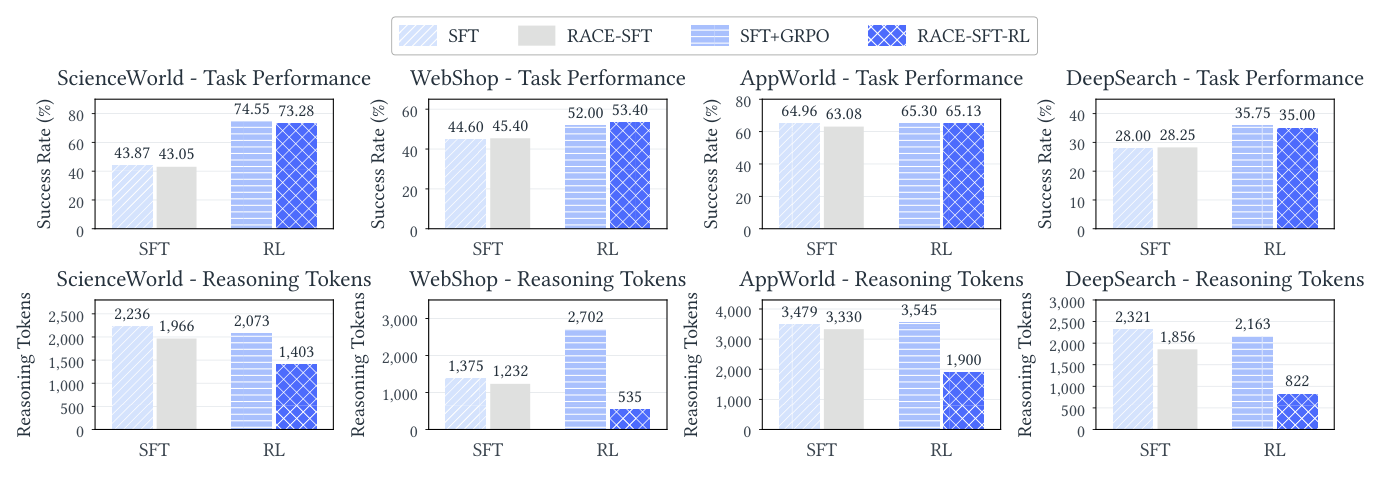 SFT RACE-SFT SFT+GRPO RACE-SFT-RL
ScienceWorld - Task Performance
Success Rate (%)
80
60
40
20
0
43.87 43.05 74.55 73.28
SFT RL
WebShop - Task Performance
Success Rate (%)
60
40
20
0
44.60 45.40 52.00 53.40
SFT RL
AppWorld - Task Performance
Success Rate (%)
80
60
40
20
0
64.96 63.08 65.30 65.13
SFT RL
DeepSearch - Task Performance
Success Rate (%)
40
30
20
10
0
28.00 28.25 35.75 35.00
SFT RL
ScienceWorld - Reasoning Tokens
Reasoning Tokens
2,500
2,000
1,500
1,000
500
0
2,236 1,966 2,073 1,403
SFT RL
WebShop - Reasoning Tokens
Reasoning Tokens
3,000
2,000
1,000
0
1,375 1,232 2,702 535
SFT RL
AppWorld - Reasoning Tokens
Reasoning Tokens
4,000
3,000
2,000
1,000
0
3,479 3,330 3,545 1,900
SFT RL
DeepSearch - Reasoning Tokens
Reasoning Tokens
3,000
2,500
2,000
1,500
1,000
500
0
2,321 1,856 2,163 822
SFT RL